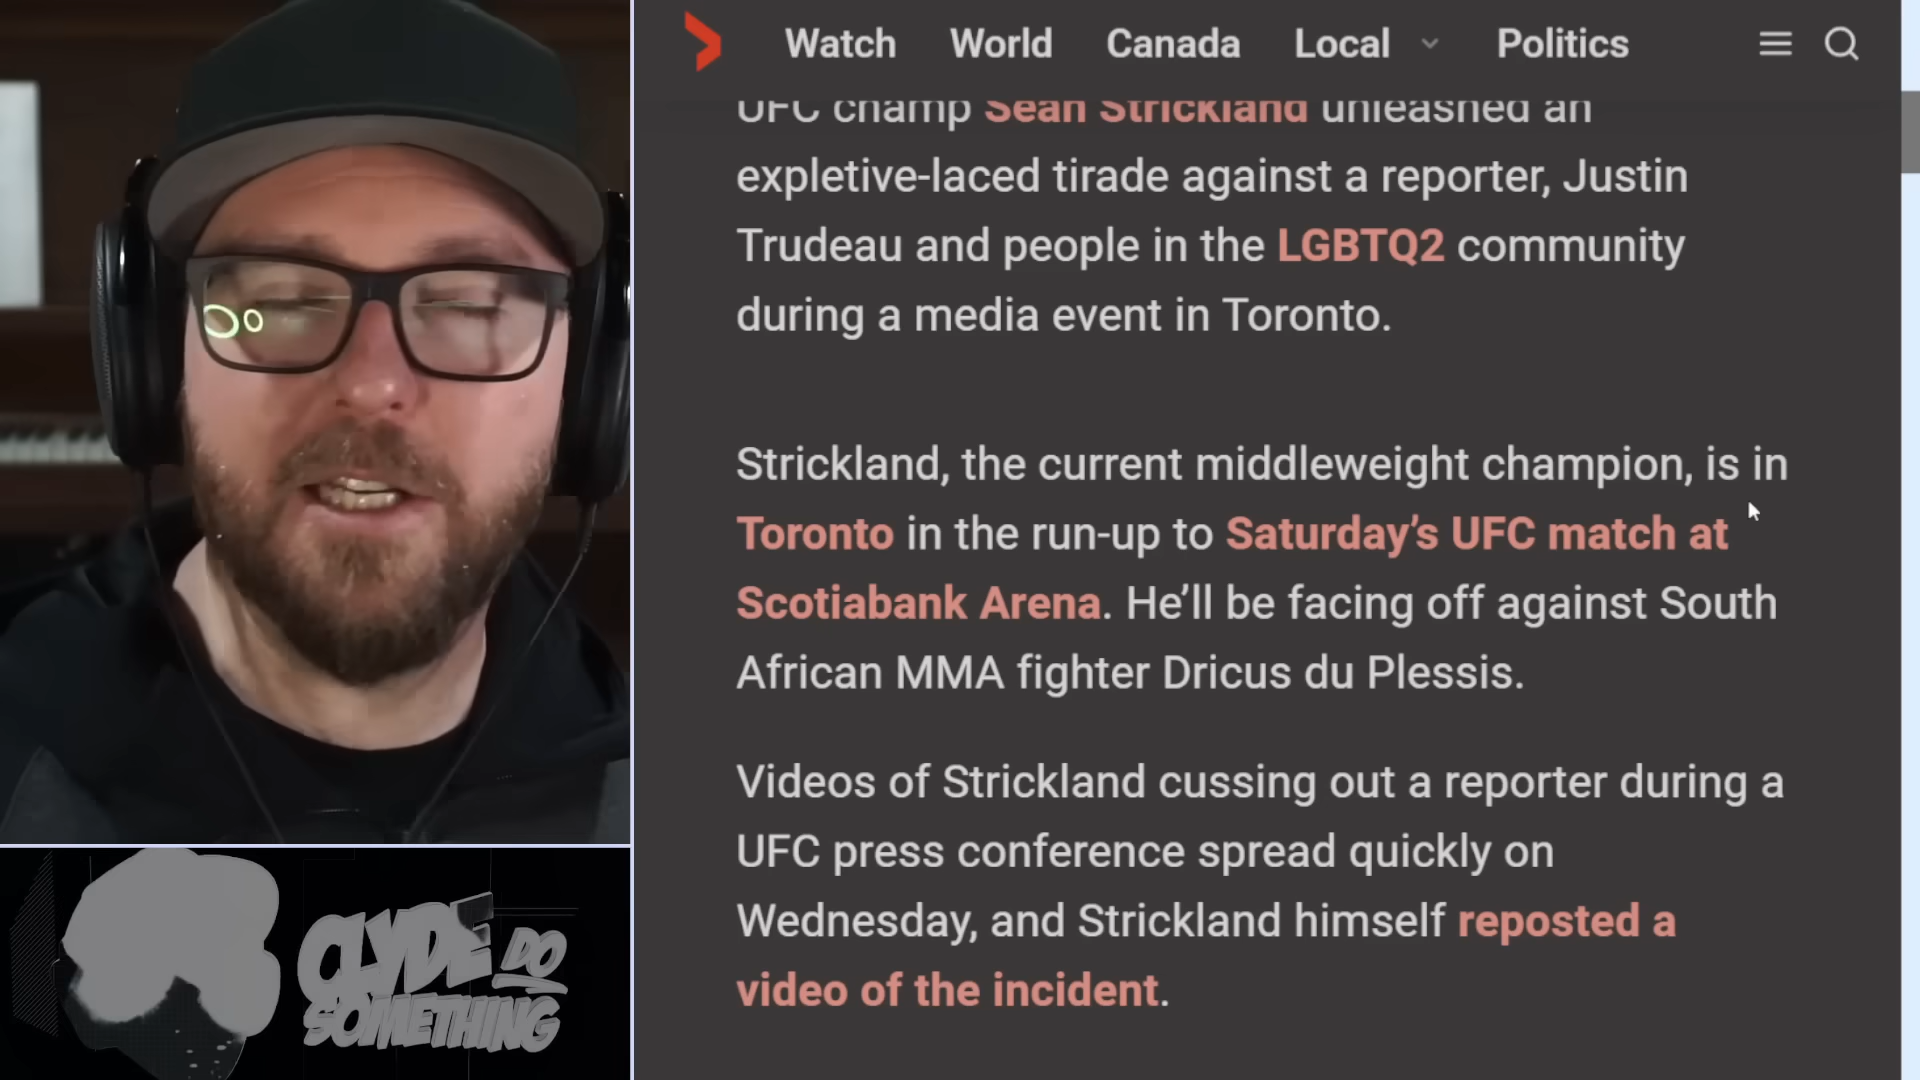 Watch World Canada Local Politics
UFC champ Sean Strickland unleashed an
expletive-laced tirade against a reporter, Justin
Trudeau and people in the LGBTQ2 community
during a media event in Toronto.
Strickland, the current middleweight champion, is in
Toronto in the run-up to Saturday’s UFC match at
Scotiabank Arena. He’ll be facing off against South
African MMA fighter Dricus du Plessis.
Videos of Strickland cussing out a reporter during a
UFC press conference spread quickly on
Wednesday, and Strickland himself reposted a
video of the incident.
CLYDE DO
SOMETHING